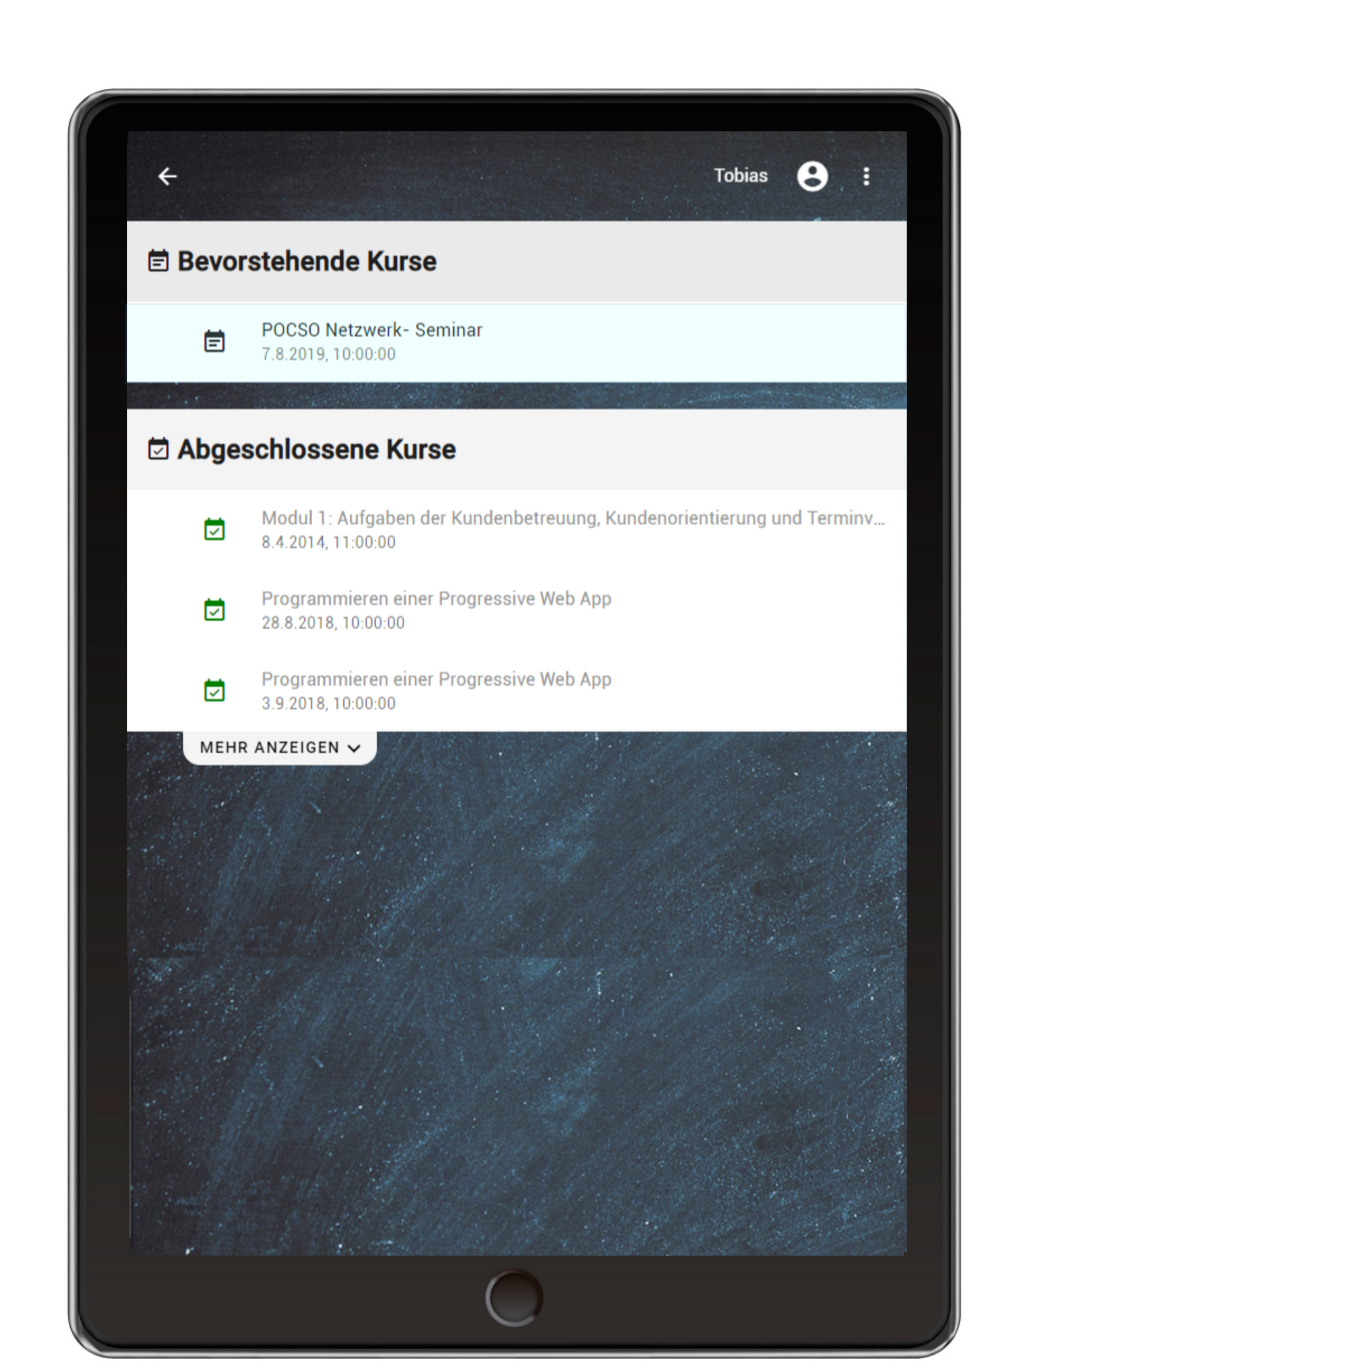 Tobias
Bevorstehende Kurse
POCSO Netzwerk- Seminar
7.8.2019, 10:00:00
Abgeschlossene Kurse
Modul 1: Aufgaben der Kundenbetreuung, Kundenorientierung und Terminv...
8.4.2014, 11:00:00
Programmieren einer Progressive Web App
28.8.2018, 10:00:00
Programmieren einer Progressive Web App
3.9.2018, 10:00:00
MEHR ANZEIGEN